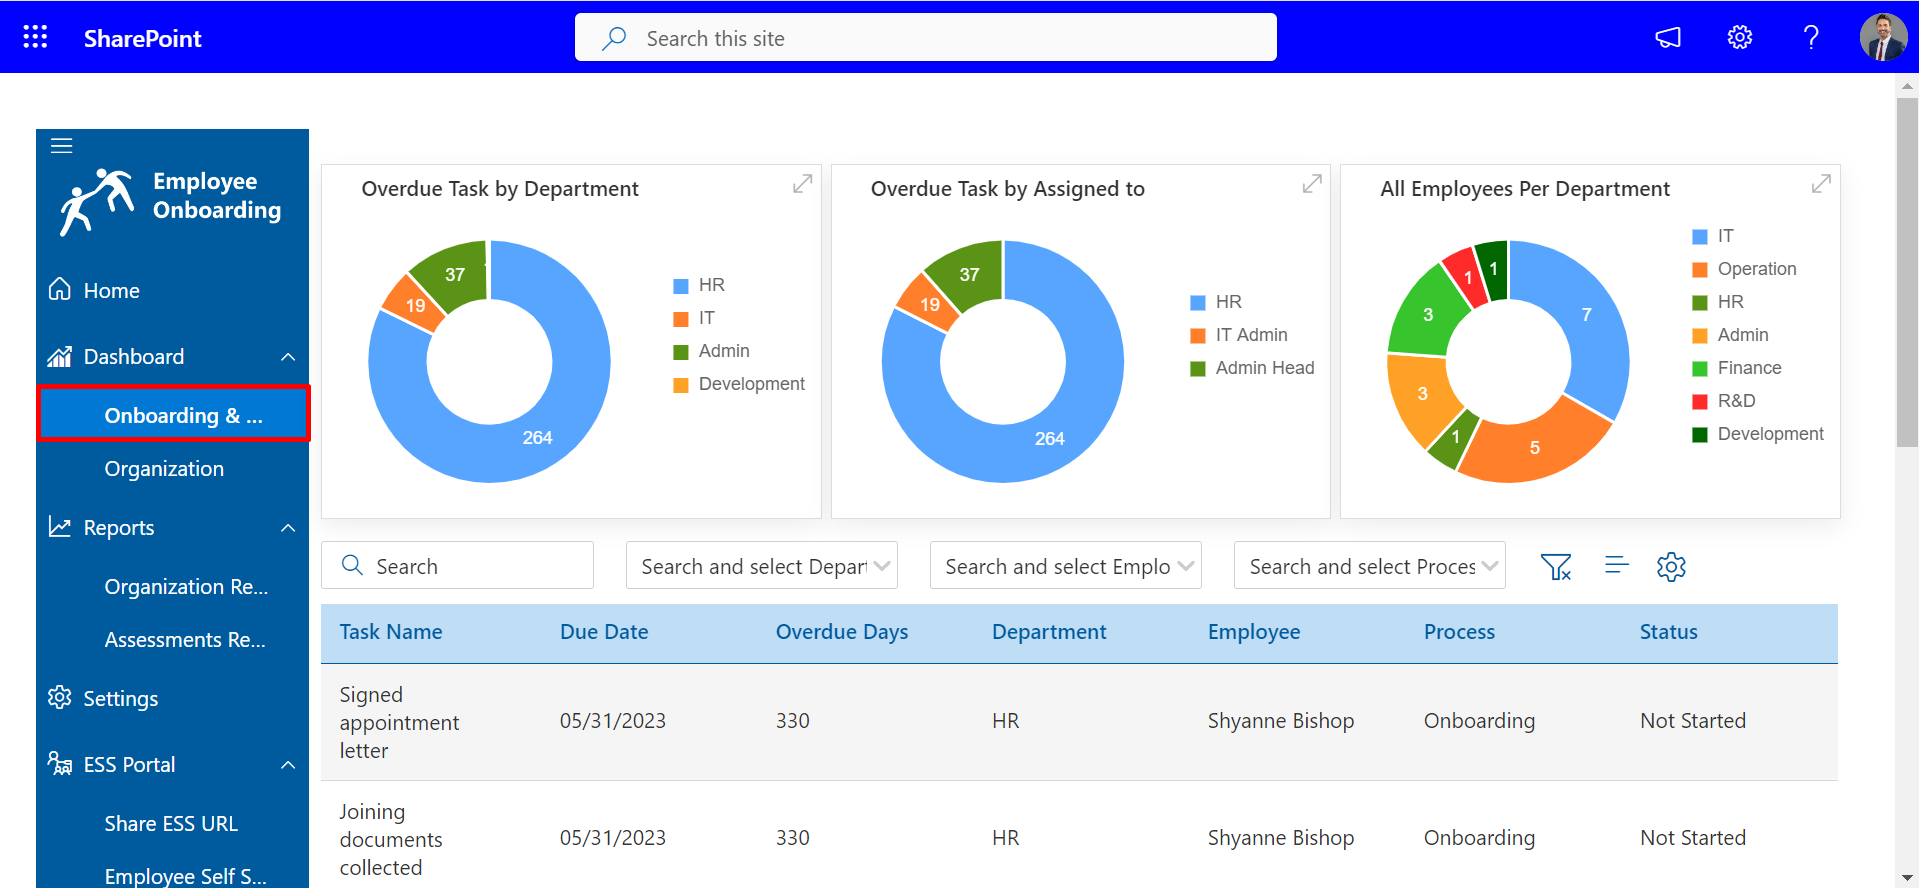 SharePoint
Search this site
Employee
Onboarding
Home
Dashboard
Onboarding & ...
Organization
Reports
Organization Re...
Assessments Re...
Settings
ESS Portal
Share ESS URL
Employee Self S...
Overdue Task by Department
37
19
264
HR
IT
Admin
Development
Overdue Task by Assigned to
37
19
264
HR
IT Admin
Admin Head
All Employees Per Department
1
1
3
7
3
1
5
IT
Operation
HR
Admin
Finance
R&D
Development
Search
Search and select Depar
Search and select Emplo
Search and select Proces
Task Name Due Date Overdue Days Department Employee Process Status
Signed
appointment
letter
05/31/2023 330 HR Shyanne Bishop Onboarding Not Started
Joining
documents
collected
05/31/2023 330 HR Shyanne Bishop Onboarding Not Started